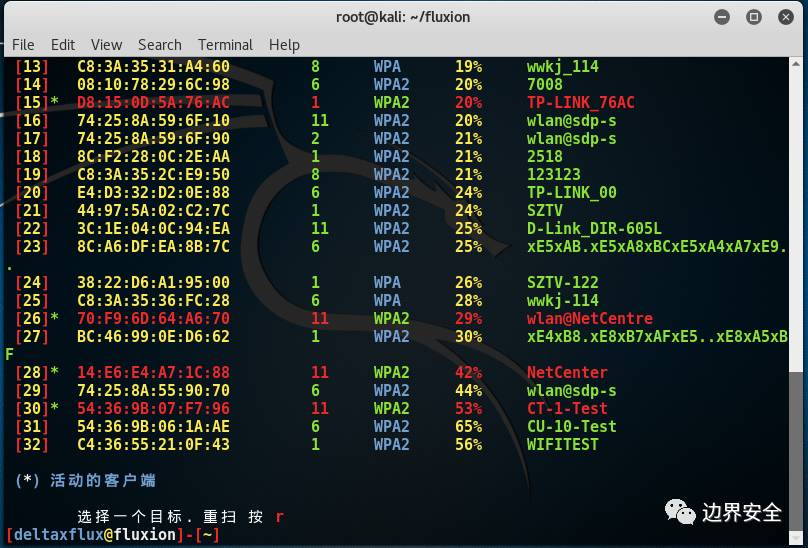 root@kali: ~/fluxion
File Edit View Search Terminal Help
[13] C8:3A:35:31:A4:60 8 WPA 19% wwkj_114
[14] 08:10:78:29:6C:98 6 WPA2 20% 7008
[15]* D8:15:0D:5A:76:AC 1 WPA2 20% TP-LINK_76AC
[16] 74:25:8A:59:6F:10 11 WPA2 20% wlan@sdp-s
[17] 74:25:8A:59:6F:90 2 WPA2 21% wlan@sdp-s
[18] 8C:F2:28:0C:2E:AA 1 WPA2 21% 2518
[19] C8:3A:35:2C:E9:50 8 WPA2 21% 123123
[20] E4:D3:32:D2:0E:88 6 WPA2 24% TP-LINK_00
[21] 44:97:5A:02:C2:7C 1 WPA2 24% SZTV
[22] 3C:1E:04:0C:94:EA 11 WPA2 25% D-Link_DIR-605L
[23] 8C:A6:DF:EA:8B:7C 6 WPA2 25% xE5xAB.xE5xA8xBCxE5xA4xA7xE9.
.
[24] 38:22:D6:A1:95:00 1 WPA 26% SZTV-122
[25] C8:3A:35:36:FC:28 6 WPA 28% wwkj-114
[26]* 70:F9:6D:64:A6:70 11 WPA2 29% wlan@NetCentre
[27] BC:46:99:0E:D6:62 1 WPA2 30% xE4xB8.xE8xB7xAFxE5..xE8xA5xB
F
[28]* 14:E6:E4:A7:1C:88 11 WPA2 42% NetCenter
[29] 74:25:8A:55:90:70 6 WPA2 44% wlan@sdp-s
[30]* 54:36:9B:07:F7:96 11 WPA2 53% CT-1-Test
[31] 54:36:9B:06:1A:AE 6 WPA2 65% CU-10-Test
[32] C4:36:55:21:0F:43 1 WPA2 56% WIFITEST
(*) 活动的客户端
选择一个目标. 重扫 按 r
[deltaxflux@fluxion]-[~]
边界安全